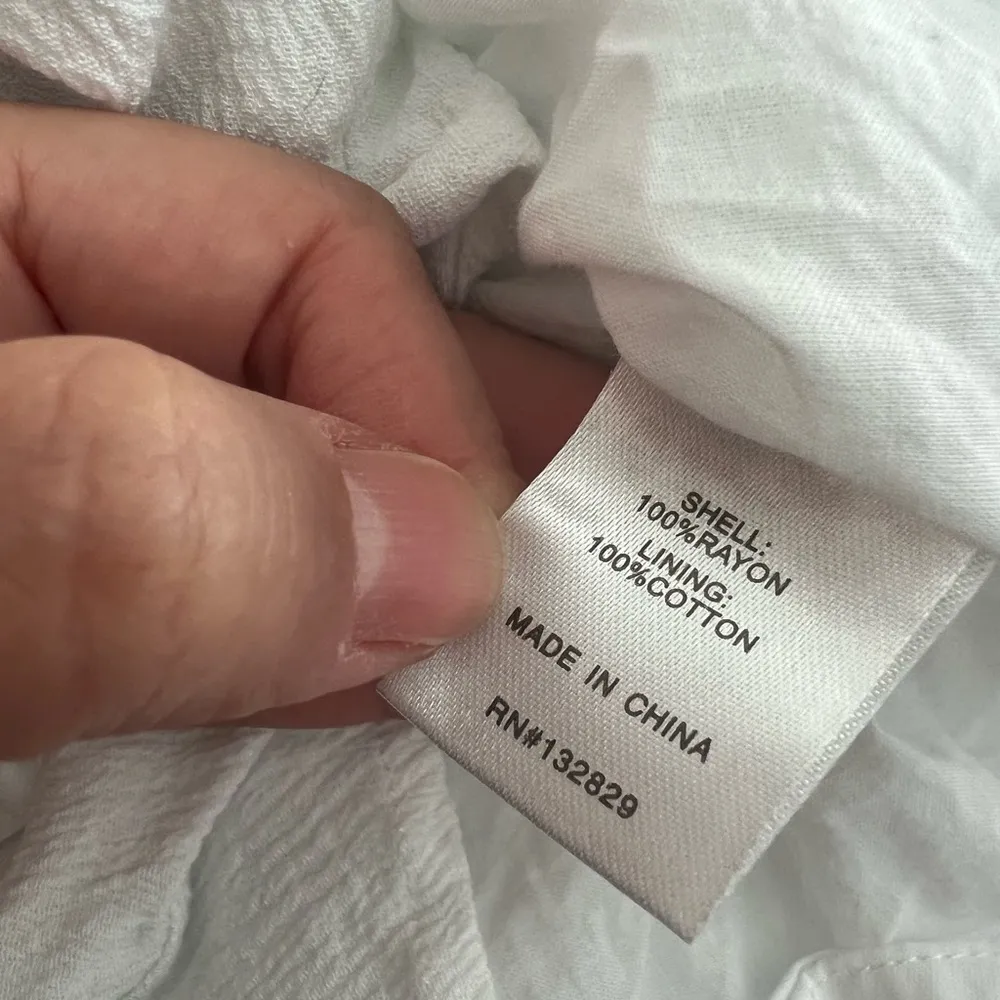 SHELL:
100%RAYON
LINING:
100%COTTON
MADE IN CHINA
RN#132829